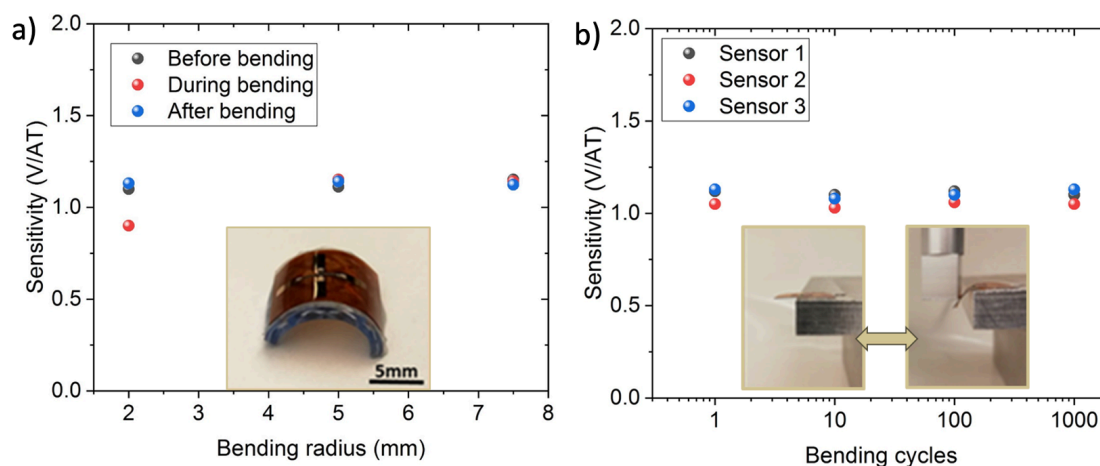 a)
2.0
1.5
1.0
0.5
0.0
Sensitivity (V/AT)
Before bending
During bending
After bending
5mm
2
3
4
5
6
7
8
Bending radius (mm)
b)
2.0
1.5
1.0
0.5
0.0
Sensitivity (V/AT)
Sensor 1
Sensor 2
Sensor 3
1
10
100
1000
Bending cycles